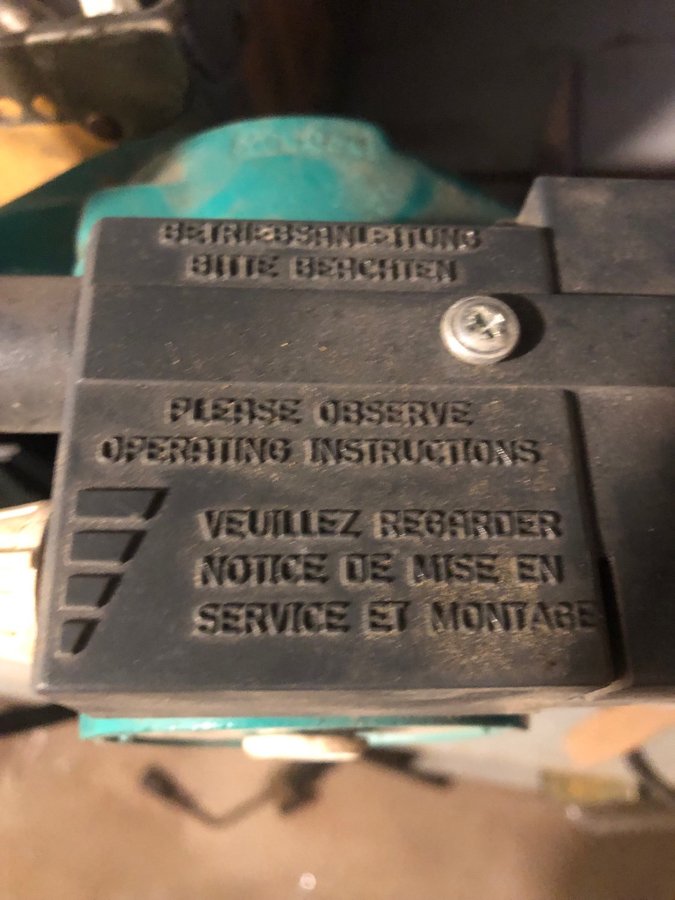 BETRIEBSANLEITUNG
BITTE BEACHTEN
PLEASE OBSERVE
OPERATING INSTRUCTIONS
VEUILLEZ REGARDER
NOTICE DE MISE EN
SERVICE ET MONTAGE